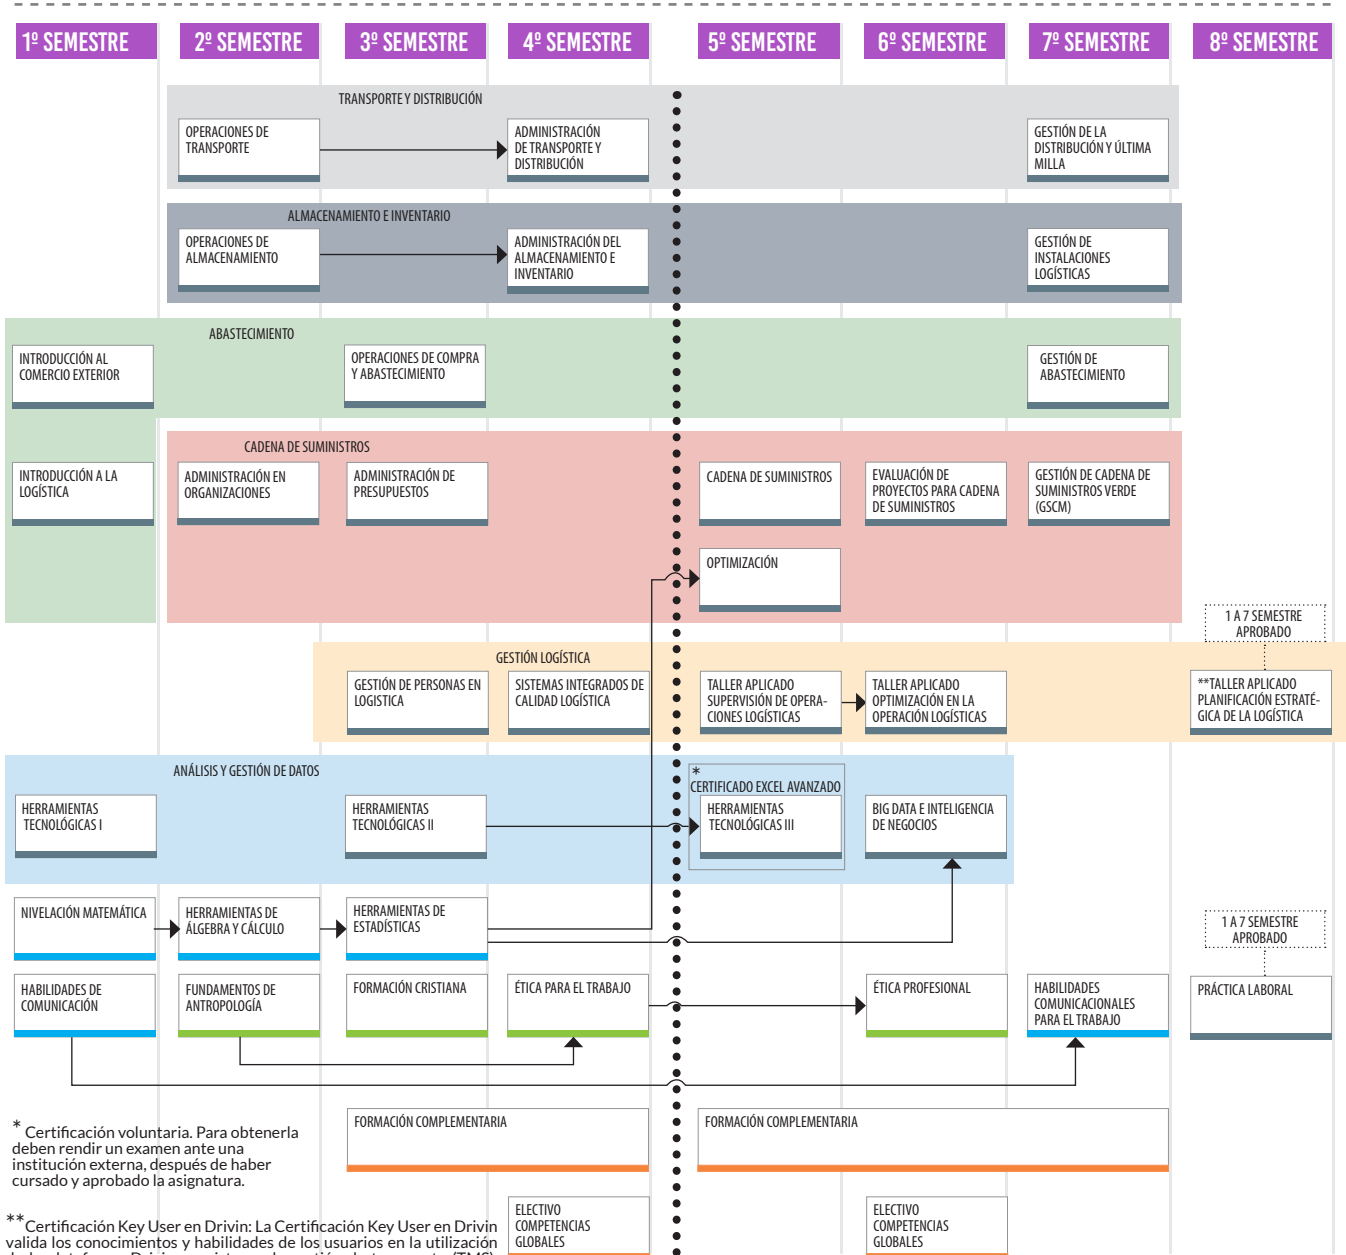 1º SEMESTRE
2º SEMESTRE
3º SEMESTRE
4º SEMESTRE
5º SEMESTRE
6º SEMESTRE
7º SEMESTRE
8º SEMESTRE
TRANSPORTE Y DISTRIBUCIÓN
OPERACIONES DE
TRANSPORTE
ADMINISTRACIÓN
DE TRANSPORTE Y
DISTRIBUCIÓN
GESTIÓN DE LA
DISTRIBUCIÓN Y ÚLTIMA
MILLA
ALMACENAMIENTO E INVENTARIO
OPERACIONES DE
ALMACENAMIENTO
ADMINISTRACIÓN DEL
ALMACENAMIENTO E
INVENTARIO
GESTIÓN DE
INSTALACIONES
LOGÍSTICAS
ABASTECIMIENTO
INTRODUCCIÓN AL
COMERCIO EXTERIOR
OPERACIONES DE COMPRA
Y ABASTECIMIENTO
GESTIÓN DE
ABASTECIMIENTO
CADENA DE SUMINISTROS
INTRODUCCIÓN A LA
LOGÍSTICA
ADMINISTRACIÓN EN
ORGANIZACIONES
ADMINISTRACIÓN DE
PRESUPUESTOS
CADENA DE SUMINISTROS
EVALUACIÓN DE
PROYECTOS PARA CADENA
DE SUMINISTROS
GESTIÓN DE CADENA DE
SUMINISTROS VERDE
(GSCM)
OPTIMIZACIÓN
1 A 7 SEMESTRE
APROBADO
GESTIÓN LOGÍSTICA
GESTIÓN DE PERSONAS EN
LOGISTICA
SISTEMAS INTEGRADOS DE
CALIDAD LOGÍSTICA
TALLER APLICADO
SUPERVISIÓN DE OPERA-
CIONES LOGÍSTICAS
TALLER APLICADO
OPTIMIZACIÓN EN LA
OPERACIÓN LOGÍSTICAS
**TALLER APLICADO
PLANIFICACIÓN ESTRATÉ-
GICA DE LA LOGÍSTICA
ANÁLISIS Y GESTIÓN DE DATOS
*
CERTIFICADO EXCEL AVANZADO
HERRAMIENTAS
TECNOLÓGICAS I
HERRAMIENTAS
TECNOLÓGICAS II
HERRAMIENTAS
TECNOLÓGICAS III
BIG DATA E INTELIGENCIA
DE NEGOCIOS
NIVELACIÓN MATEMÁTICA
HERRAMIENTAS DE
ÁLGEBRA Y CÁLCULO
HERRAMIENTAS DE
ESTADÍSTICAS
1 A 7 SEMESTRE
APROBADO
HABILIDADES DE
COMUNICACIÓN
FUNDAMENTOS DE
ANTROPOLOGÍA
FORMACIÓN CRISTIANA
ÉTICA PARA EL TRABAJO
ÉTICA PROFESIONAL
HABILIDADES
COMUNICACIONALES
PARA EL TRABAJO
PRÁCTICA LABORAL
FORMACIÓN COMPLEMENTARIA
FORMACIÓN COMPLEMENTARIA
* Certificación voluntaria. Para obtenerla
deben rendir un examen ante una
institución externa, después de haber
cursado y aprobado la asignatura.
ELECTIVO
COMPETENCIAS
GLOBALES
ELECTIVO
COMPETENCIAS
GLOBALES
**Certificación Key User en Drivin: La Certificación Key User en Drivin
valida los conocimientos y habilidades de los usuarios en la utilización